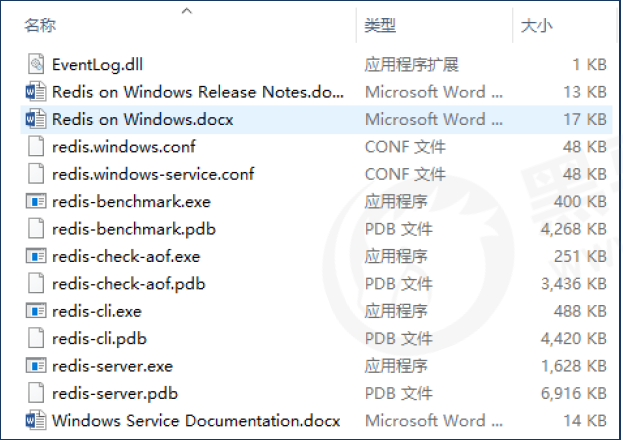 名称 类型 大小
EventLog.dll 应用程序扩展 1 KB
Redis on Windows Release Notes.do... Microsoft Word ... 13 KB
Redis on Windows.docx Microsoft Word ... 17 KB
redis.windows.conf CONF 文件 48 KB
redis.windows-service.conf CONF 文件 48 KB
redis-benchmark.exe 应用程序 400 KB
redis-benchmark.pdb PDB 文件 4,268 KB
redis-check-aof.exe 应用程序 251 KB
redis-check-aof.pdb PDB 文件 3,436 KB
redis-cli.exe 应用程序 488 KB
redis-cli.pdb PDB 文件 4,420 KB
redis-server.exe 应用程序 1,628 KB
redis-server.pdb PDB 文件 6,916 KB
Windows Service Documentation.docx Microsoft Word ... 14 KB